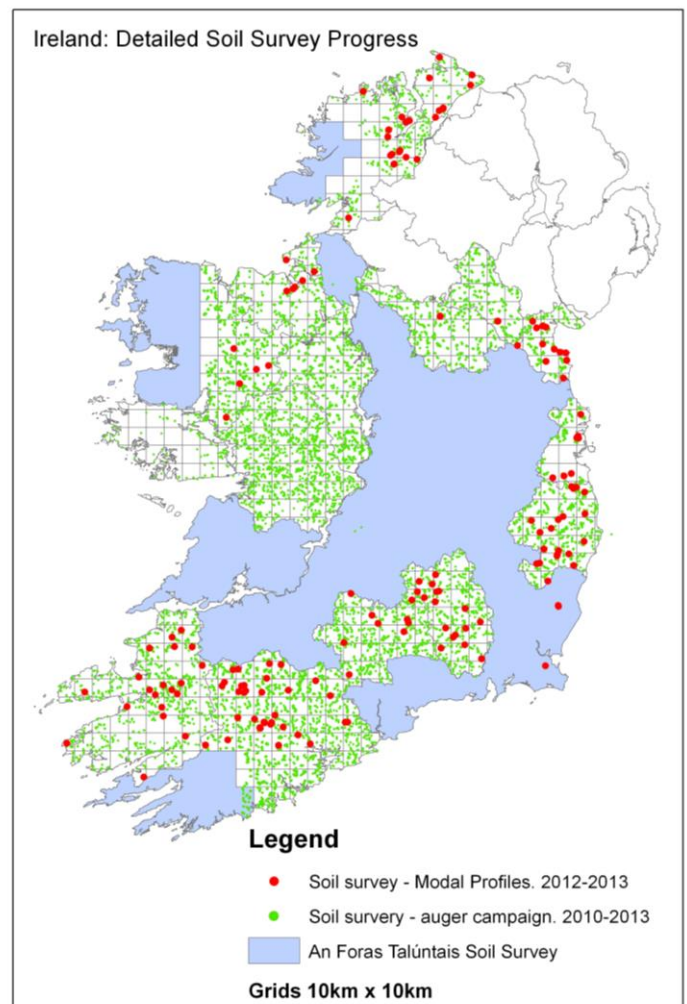 Ireland: Detailed Soil Survey Progress
Legend
Soil survey - Modal Profiles. 2012-2013
Soil survery - auger campaign. 2010-2013
An Foras Talúntais Soil Survey
Grids 10km x 10km